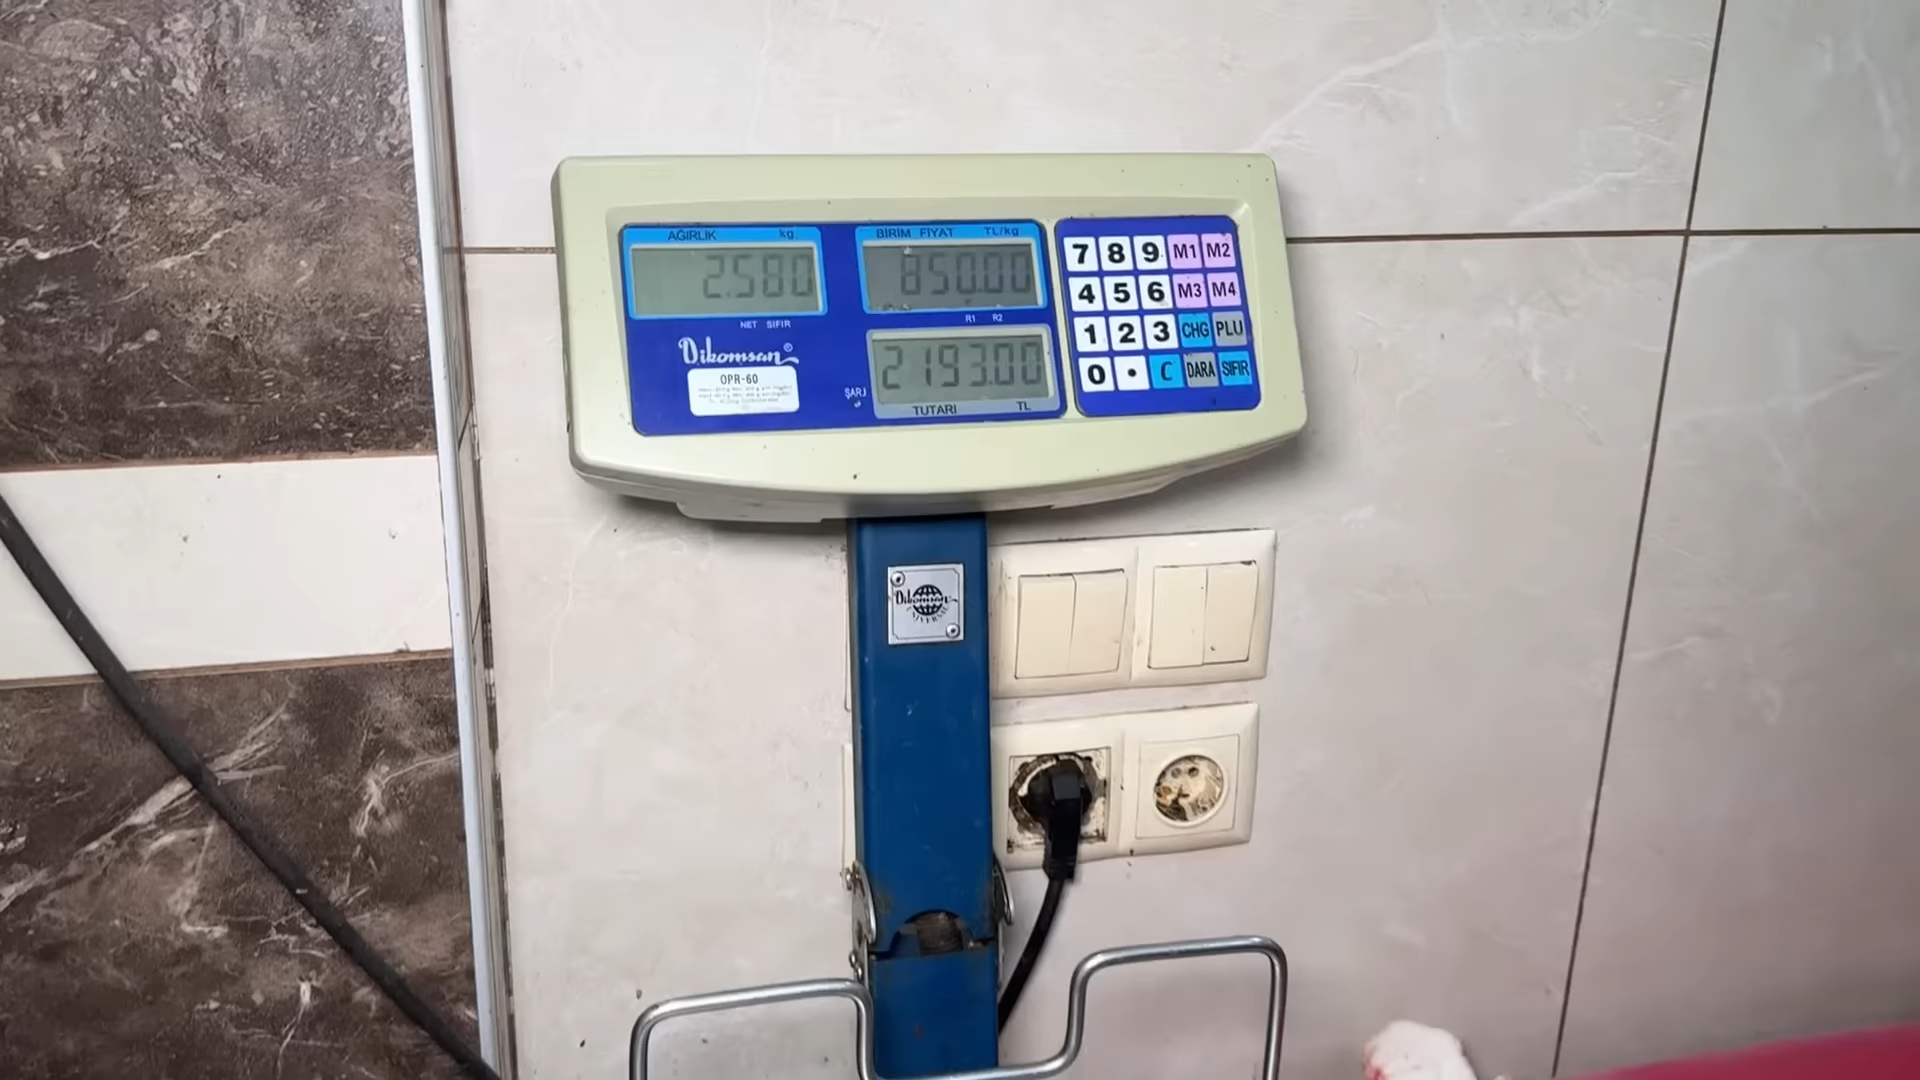 AĞIRLIK kg
2.580
NET SIFIR
BİRİM FİYAT TL/kg
850.00
R1 R2
Dikomsan®
OPR-60
ŞARJ
2193.00
TUTARI TL
7 8 9 M1 M2
4 5 6 M3 M4
1 2 3 CHG PLU
0 • C DARA SIFIR
Dikomsan
UNIVERSAL